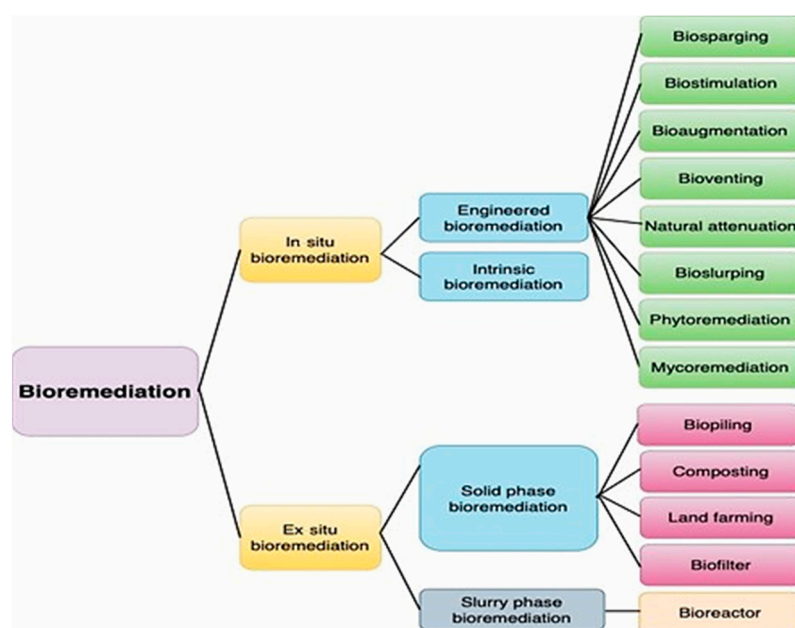 Biosparging
Biostimulation
Bioaugmentation
Bioventing
Natural attenuation
Bioslurping
Phytoremediation
Mycoremediation
Engineered
bioremediation
Intrinsic
bioremediation
In situ
bioremediation
Bioremediation
Ex situ
bioremediation
Solid phase
bioremediation
Slurry phase
bioremediation
Biopiling
Composting
Land farming
Biofilter
Bioreactor